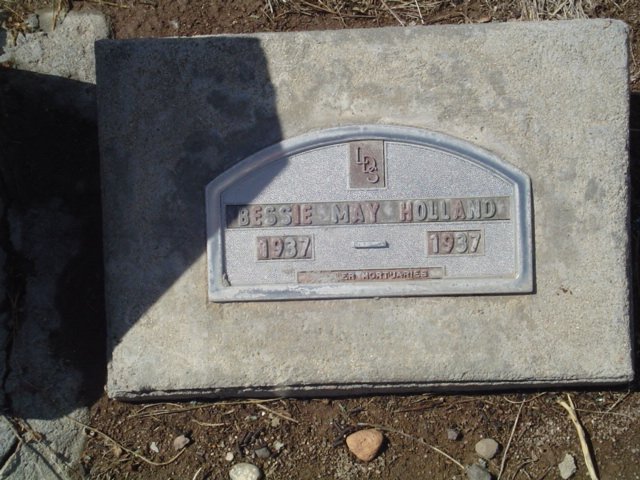 LDS
BESSIE MAY HOLLAND
1937 — 1937
MORTUARIES